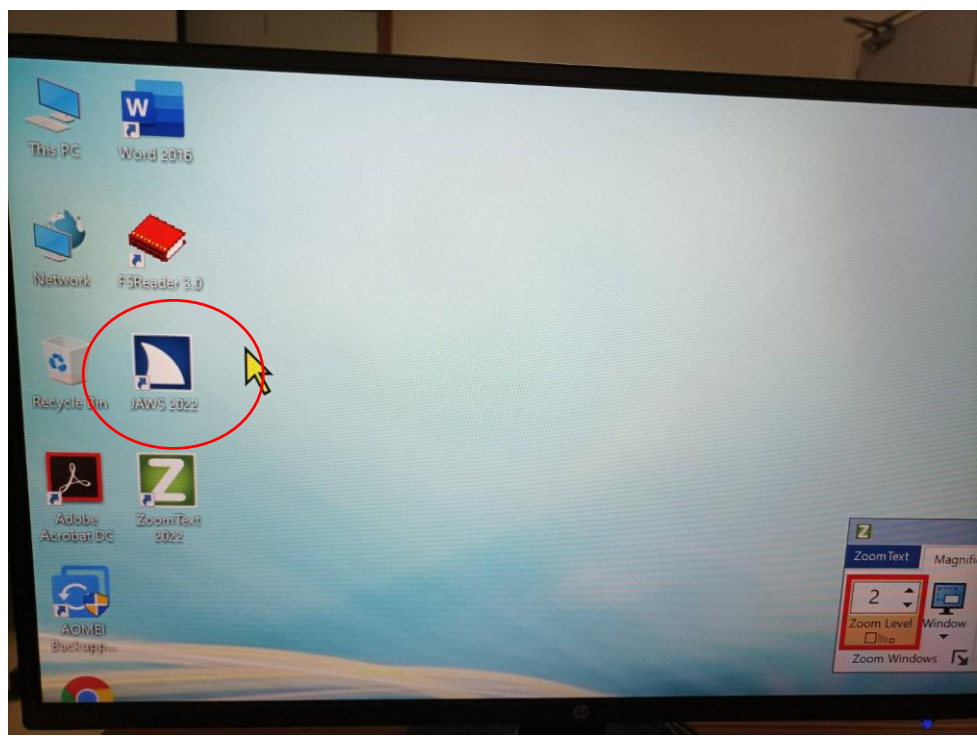 This PC
Word 2016
Network
FSReader 3.0
Recycle Bin
JAWS 2022
Adobe
Acrobat DC
ZoomText
2022
AOMEI
Backupp...
ZoomText
Magnifi
2
Zoom Level
Window
Zoom Windows
hp